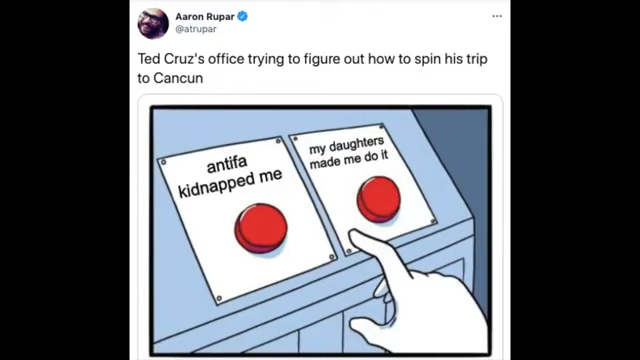 Aaron Rupar
@atrupar
Ted Cruz's office trying to figure out how to spin his trip
to Cancun
antifa
kidnapped me
my daughters
made me do it